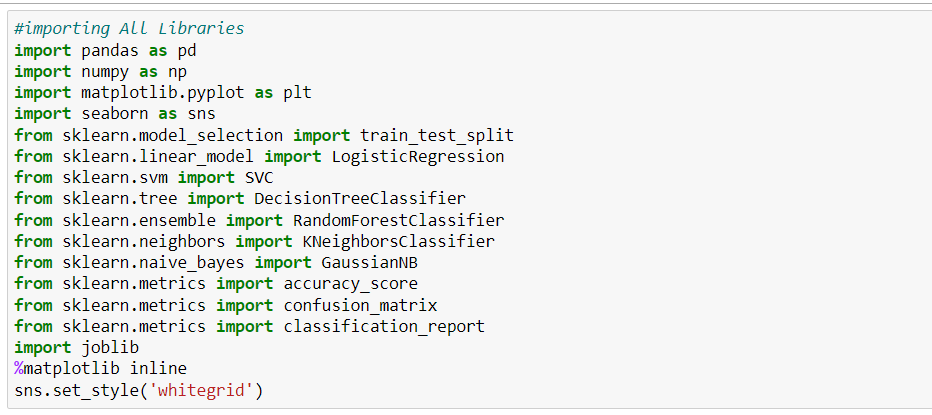 #importing All Libraries
import pandas as pd
import numpy as np
import matplotlib.pyplot as plt
import seaborn as sns
from sklearn.model_selection import train_test_split
from sklearn.linear_model import LogisticRegression
from sklearn.svm import SVC
from sklearn.tree import DecisionTreeClassifier
from sklearn.ensemble import RandomForestClassifier
from sklearn.neighbors import KNeighborsClassifier
from sklearn.naive_bayes import GaussianNB
from sklearn.metrics import accuracy_score
from sklearn.metrics import confusion_matrix
from sklearn.metrics import classification_report
import joblib
%matplotlib inline
sns.set_style('whitegrid')